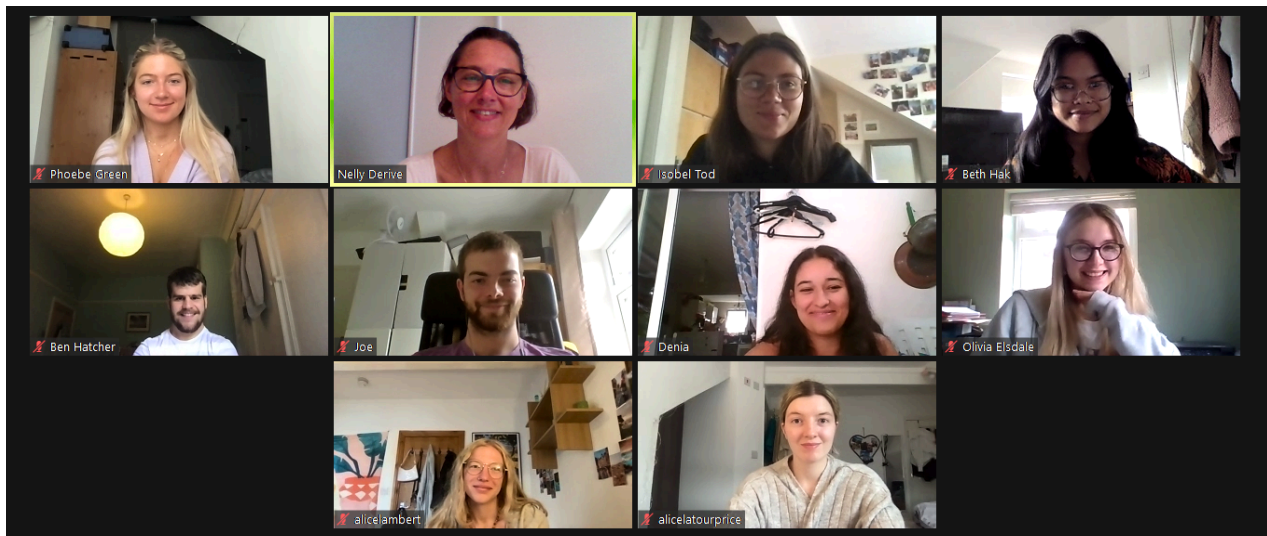 Phoebe Green
Nelly Derive
Isobel Tod
Beth Hak
Ben Hatcher
Joe
Denia
Olivia Elsdale
alicelambert
alicelatourprice